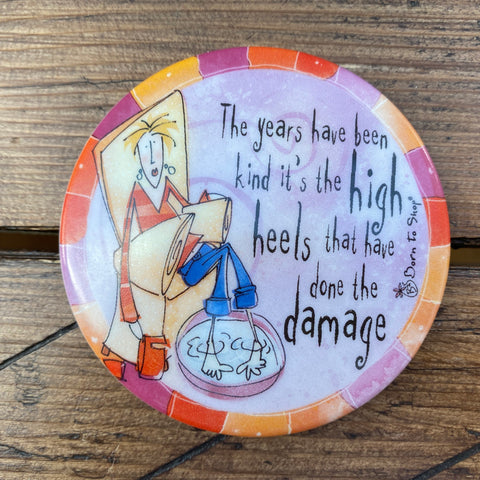 The years have been
kind it's the high
heels that have
done the
damage
Born to Shop®